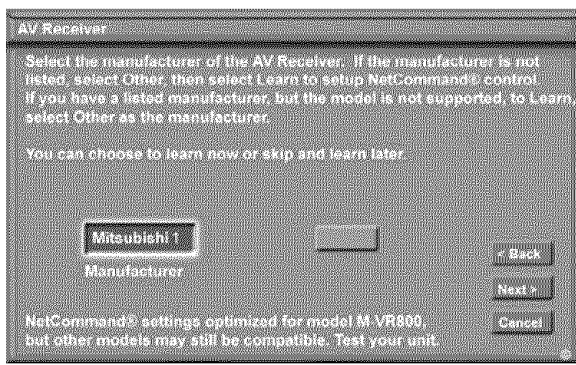 AV Receiver
Select the manufacturer of the AV Receiver. If the manufacturer is not
listed, select Other, then select Learn to setup NetCommand® control.
If you have a listed manufacturer, but the model is not supported, to Learn,
select Other as the manufacturer.
You can choose to learn now or skip and learn later.
Mitsubishi 1
Manufacturer
< Back
Next >
Cancel
NetCommand® settings optimized for model M-VR800,
but other models may still be compatible. Test your unit.